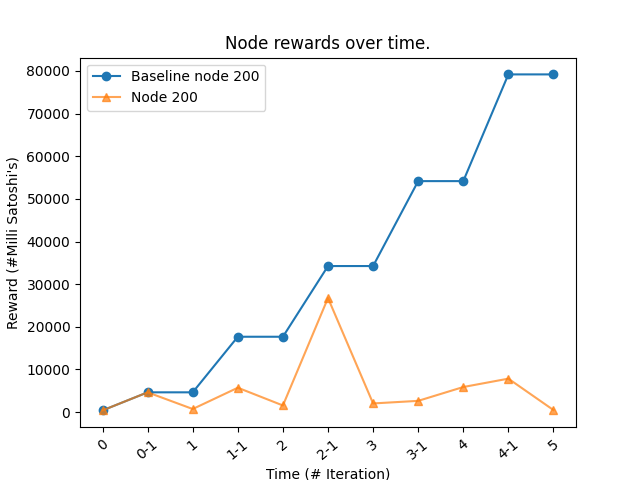 Node rewards over time.
Baseline node 200
Node 200
Reward (#Milli Satoshi's)
80000
70000
60000
50000
40000
30000
20000
10000
0
0 0-1 1 1-1 2 2-1 3 3-1 4 4-1 5
Time (# Iteration)